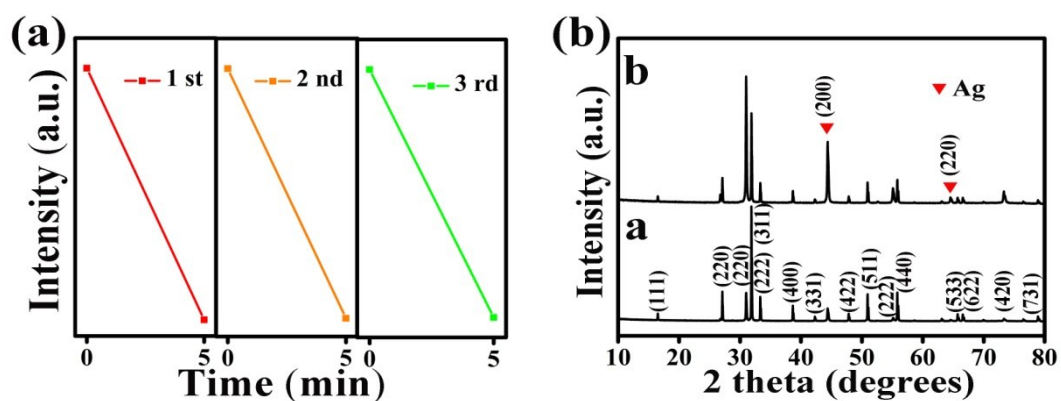 (a)
Intensity (a.u.)
1 st
2 nd
3 rd
0 5 0 5 0 5
Time (min)
(b)
Intensity (a.u.)
b
Ag
(200)
(220)
a
(111)
(220)
(220)
(311)
(222)
(400)
(331)
(422)
(511)
(222)
(440)
(533)
(622)
(420)
(731)
10 20 30 40 50 60 70 80
2 theta (degrees)